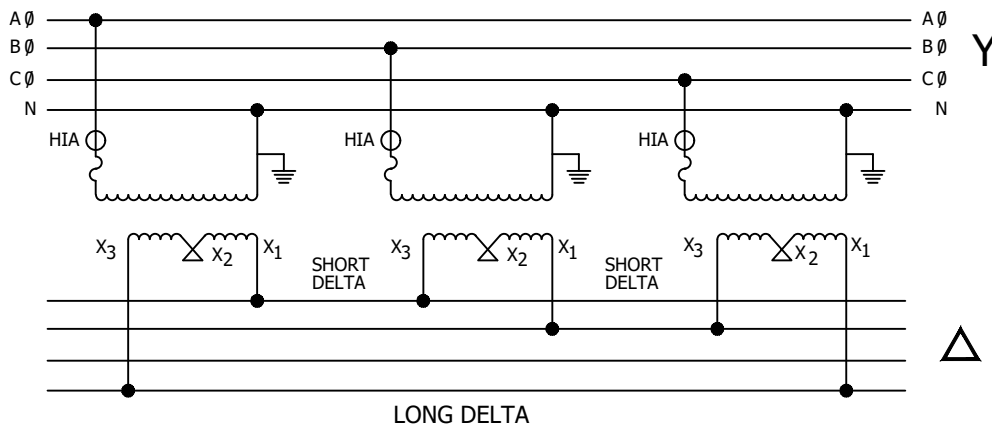 AØ AØ
BØ BØ
Y
CØ CØ
N N
HIA HIA HIA
X3 X2 X1 X3 X2 X1 X3 X2 X1
SHORT SHORT
DELTA DELTA
LONG DELTA